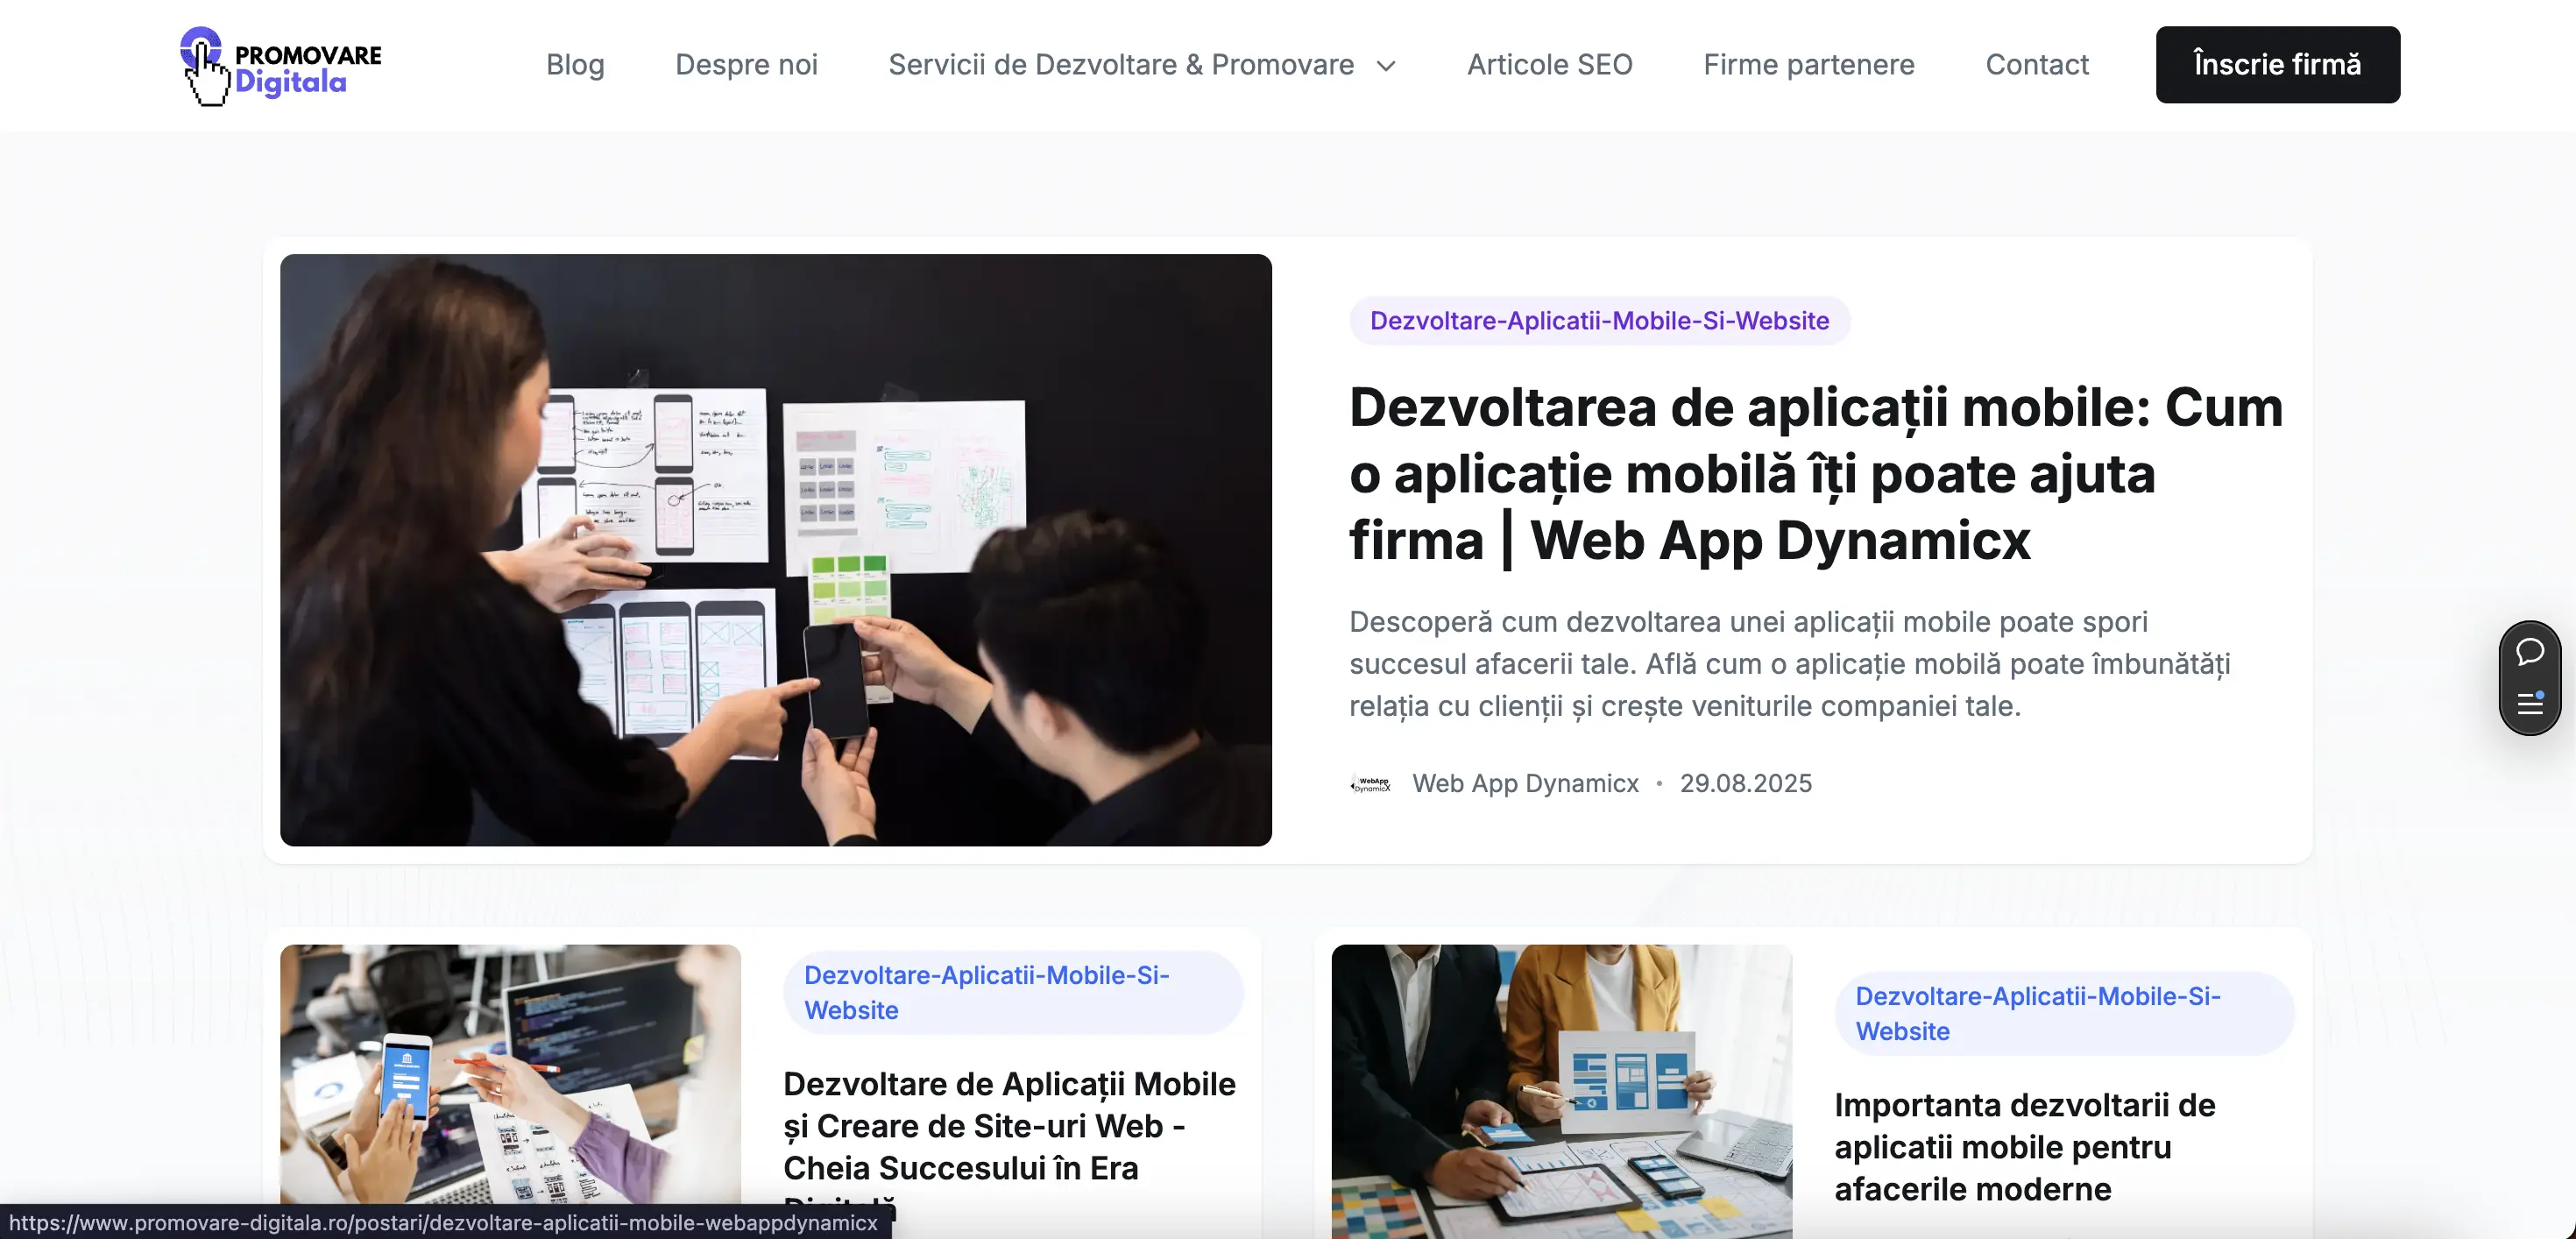 PROMOVARE
Digitala
Blog
Despre noi
Servicii de Dezvoltare & Promovare
Articole SEO
Firme partenere
Contact
Înscrie firmă
Dezvoltare-Aplicatii-Mobile-Si-Website
Dezvoltarea de aplicații mobile: Cum
o aplicație mobilă îți poate ajuta
firma | Web App Dynamicx
Descoperă cum dezvoltarea unei aplicații mobile poate spori
succesul afacerii tale. Află cum o aplicație mobilă poate îmbunătăți
relația cu clienții și crește veniturile companiei tale.
WebApp
DynamicX
Web App Dynamicx • 29.08.2025
Dezvoltare-Aplicatii-Mobile-Si-
Website
Dezvoltare de Aplicații Mobile
și Creare de Site-uri Web -
Cheia Succesului în Era
Digitală
Dezvoltare-Aplicatii-Mobile-Si-
Website
Importanta dezvoltarii de
aplicatii mobile pentru
afacerile moderne
https://www.promovare-digitala.ro/postari/dezvoltare-aplicatii-mobile-webappdynamicx